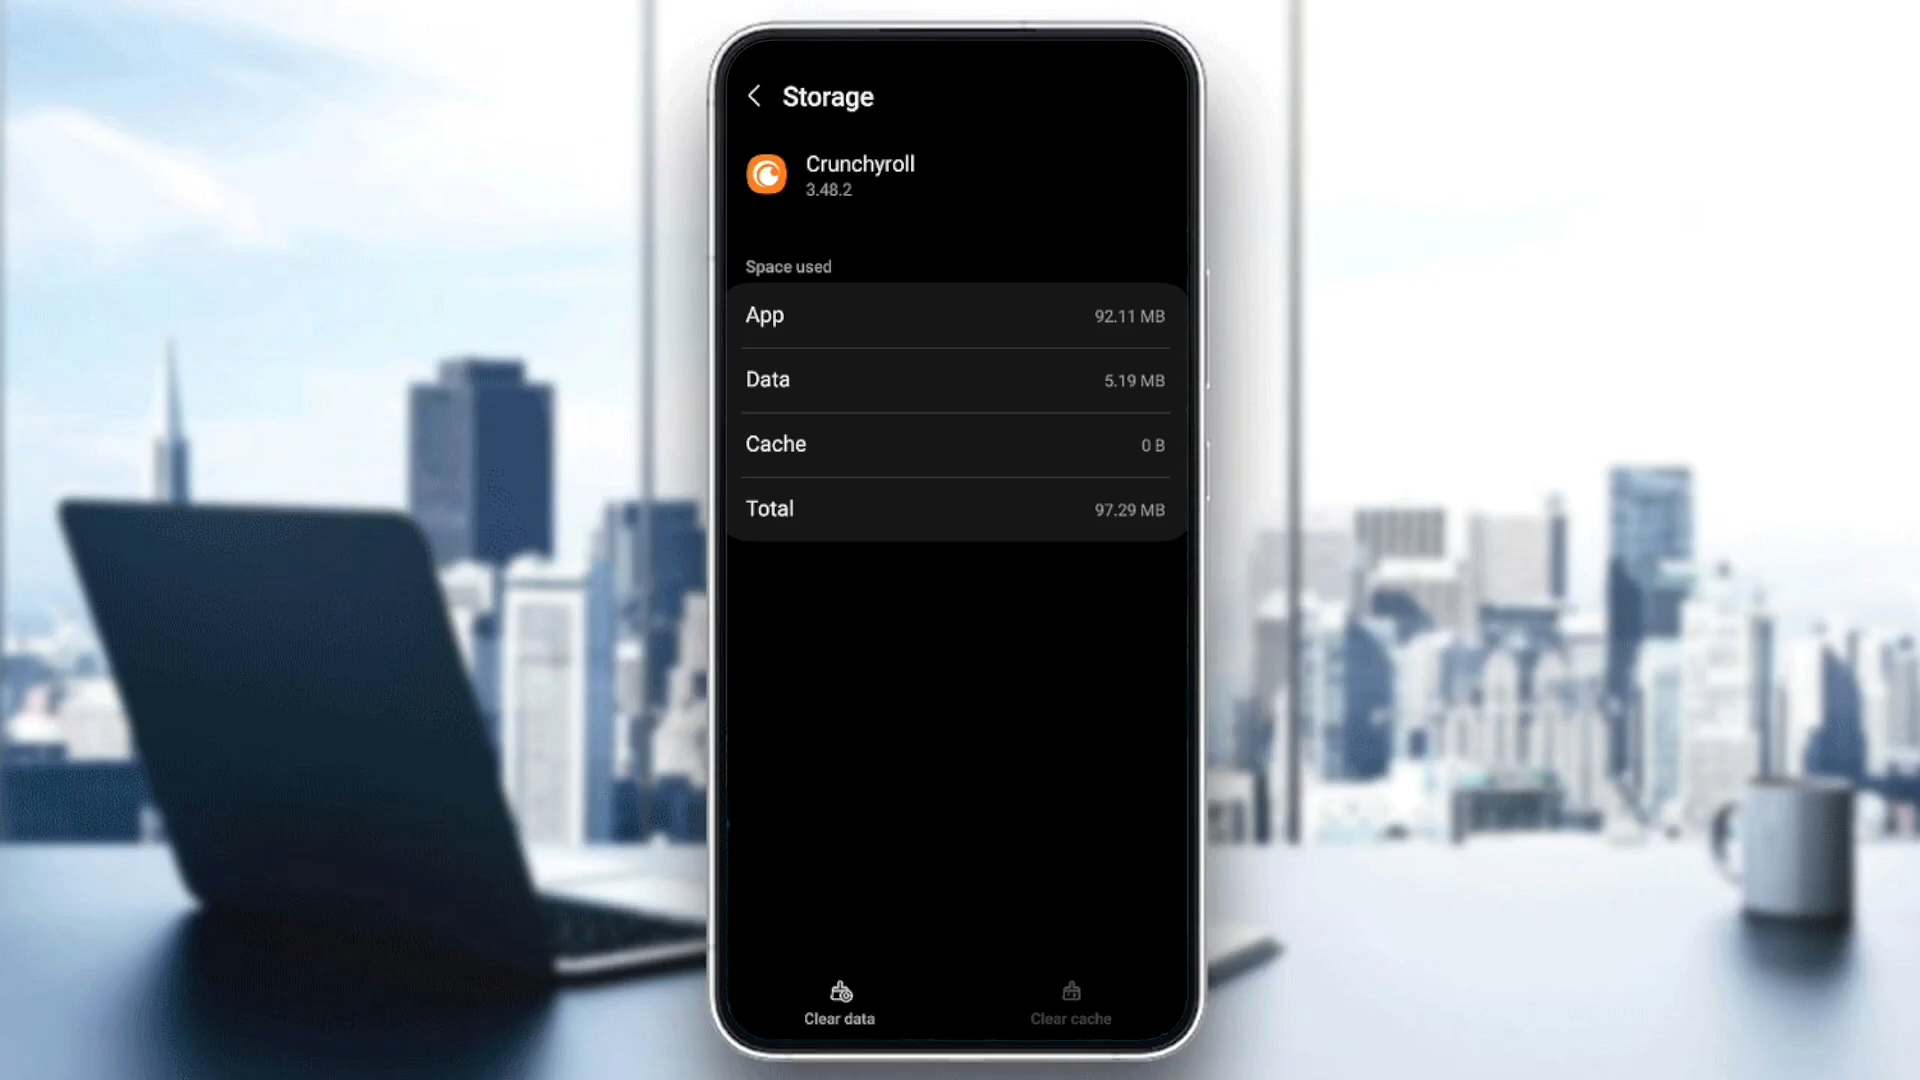 Storage
Crunchyroll
3.48.2
Space used
App 92.11 MB
Data 5.19 MB
Cache 0 B
Total 97.29 MB
Clear data Clear cache